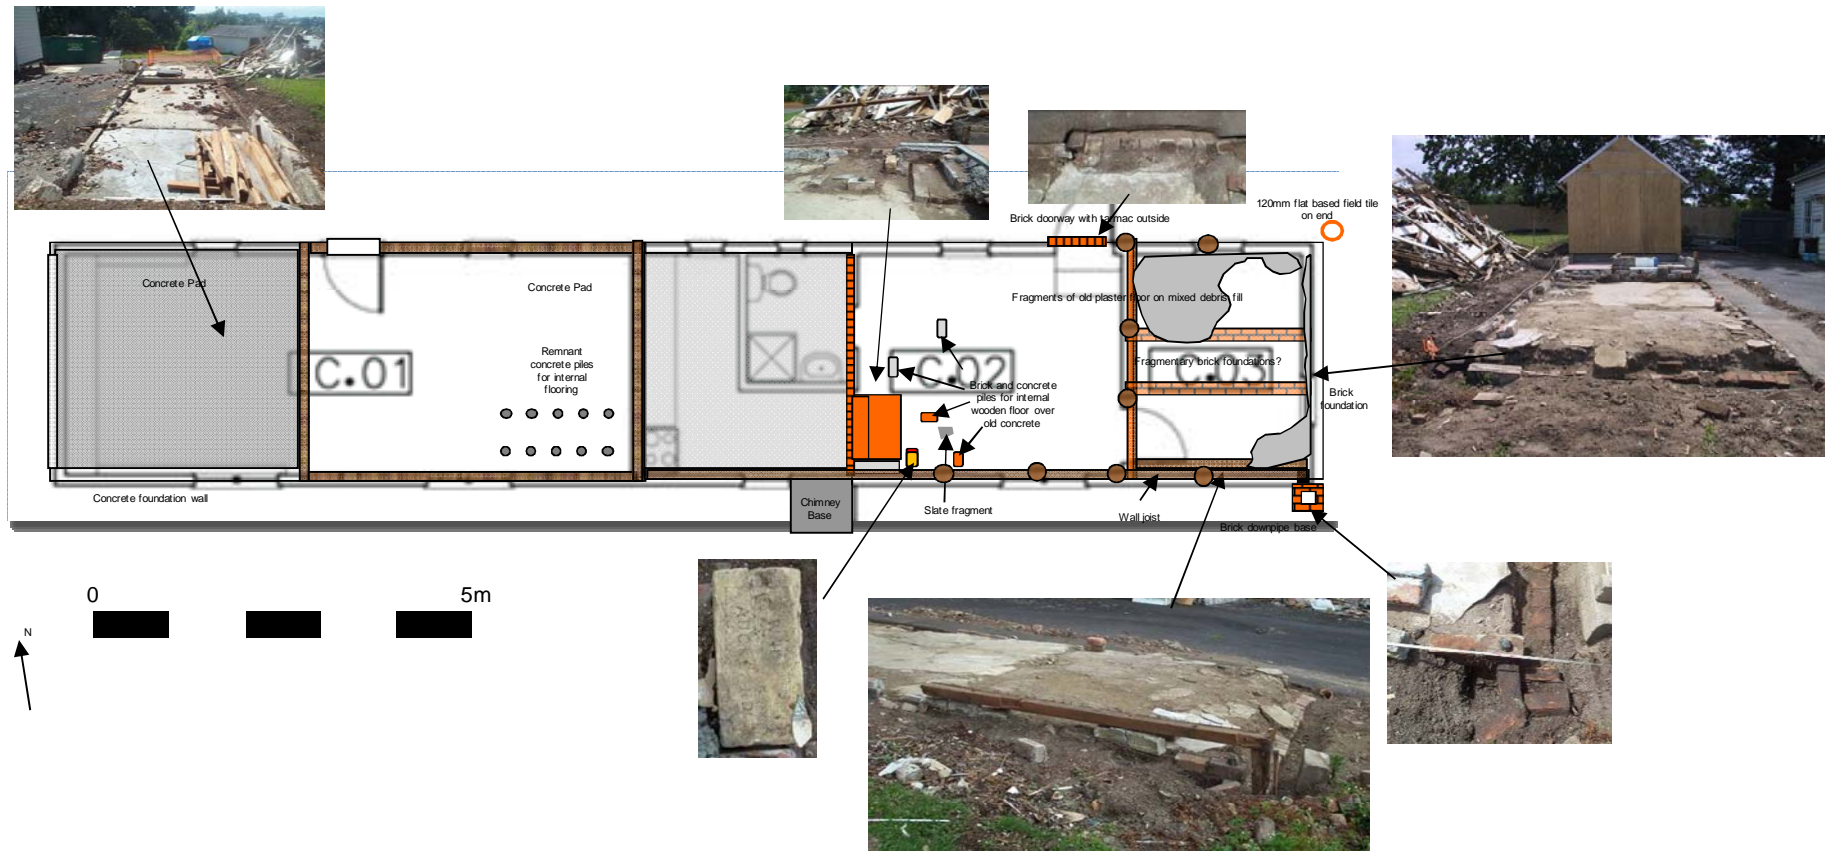 Brick doorway with tarmac outside
120mm flat based field tile
on end
Concrete Pad
Concrete Pad
Fragments of old plaster floor on mixed debris fill
Remnant
concrete piles
for internal
flooring
C.01
C.02
C.03
Fragmentary brick foundations?
Brick and concrete
piles for internal
wooden floor over
old concrete
Brick
foundation
Concrete foundation wall
Chimney
Base
Slate fragment
Wall joist
Brick downpipe base
0
5m
N